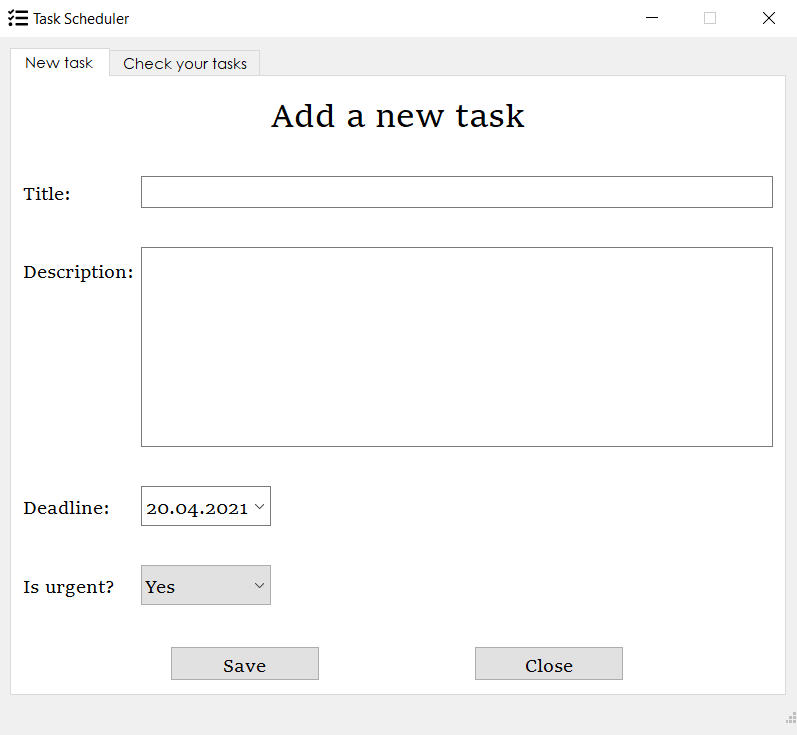 Task Scheduler
New task
Check your tasks
Add a new task
Title:
Description:
Deadline:
20.04.2021
Is urgent?
Yes
Save
Close